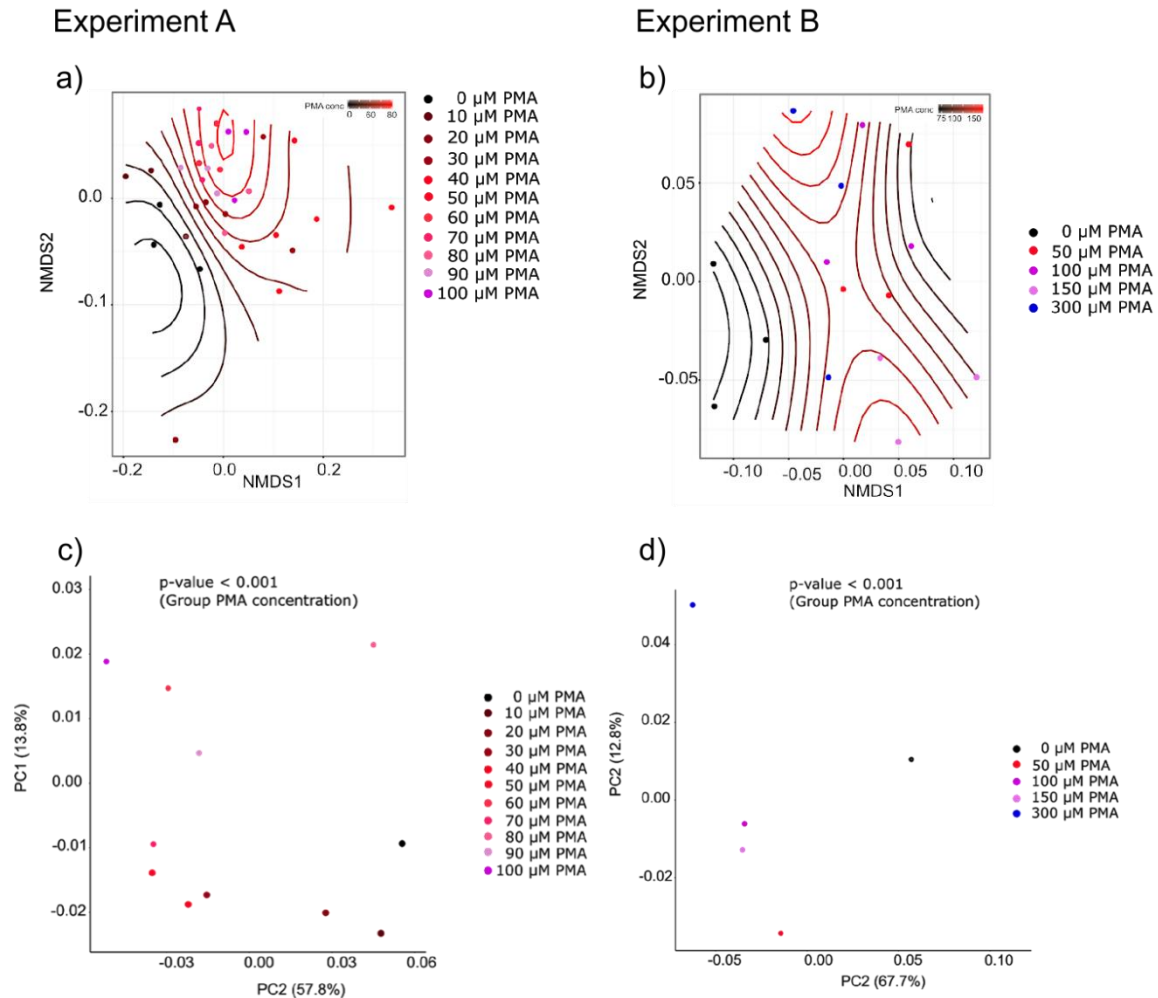 Experiment A
Experiment B
a)
PMA conc
0 60 80
0 µM PMA
10 µM PMA
20 µM PMA
30 µM PMA
40 µM PMA
50 µM PMA
60 µM PMA
70 µM PMA
80 µM PMA
90 µM PMA
100 µM PMA
0.0
-0.1
-0.2
NMDS2
-0.2 0.0 0.2
NMDS1
b)
PMA conc
75 100 150
0 µM PMA
50 µM PMA
100 µM PMA
150 µM PMA
300 µM PMA
0.05
0.00
-0.05
NMDS2
-0.10 -0.05 0.00 0.05 0.10
NMDS1
c)
p-value < 0.001
(Group PMA concentration)
0.03
0.02
0.01
0.00
-0.01
-0.02
PC1 (13.8%)
-0.03 0.00 0.03 0.06
PC2 (57.8%)
0 µM PMA
10 µM PMA
20 µM PMA
30 µM PMA
40 µM PMA
50 µM PMA
60 µM PMA
70 µM PMA
80 µM PMA
90 µM PMA
100 µM PMA
d)
p-value < 0.001
(Group PMA concentration)
0.04
0.02
0.00
-0.02
PC2 (12.8%)
-0.05 0.00 0.05 0.10
PC2 (67.7%)
0 µM PMA
50 µM PMA
100 µM PMA
150 µM PMA
300 µM PMA